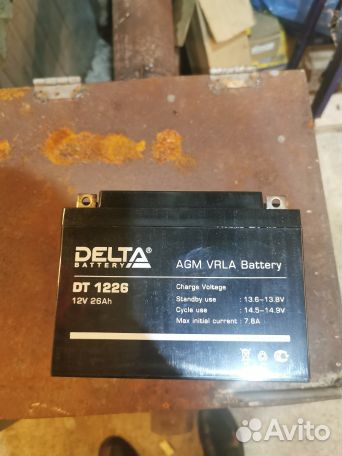 DELTA®
BATTERY
DT 1226
12V 26Ah
AGM VRLA Battery
Charge Voltage
Standby use : 13.6-13.8V
Cycle use : 14.5-14.9V
Max initial current : 7.8A
Avito